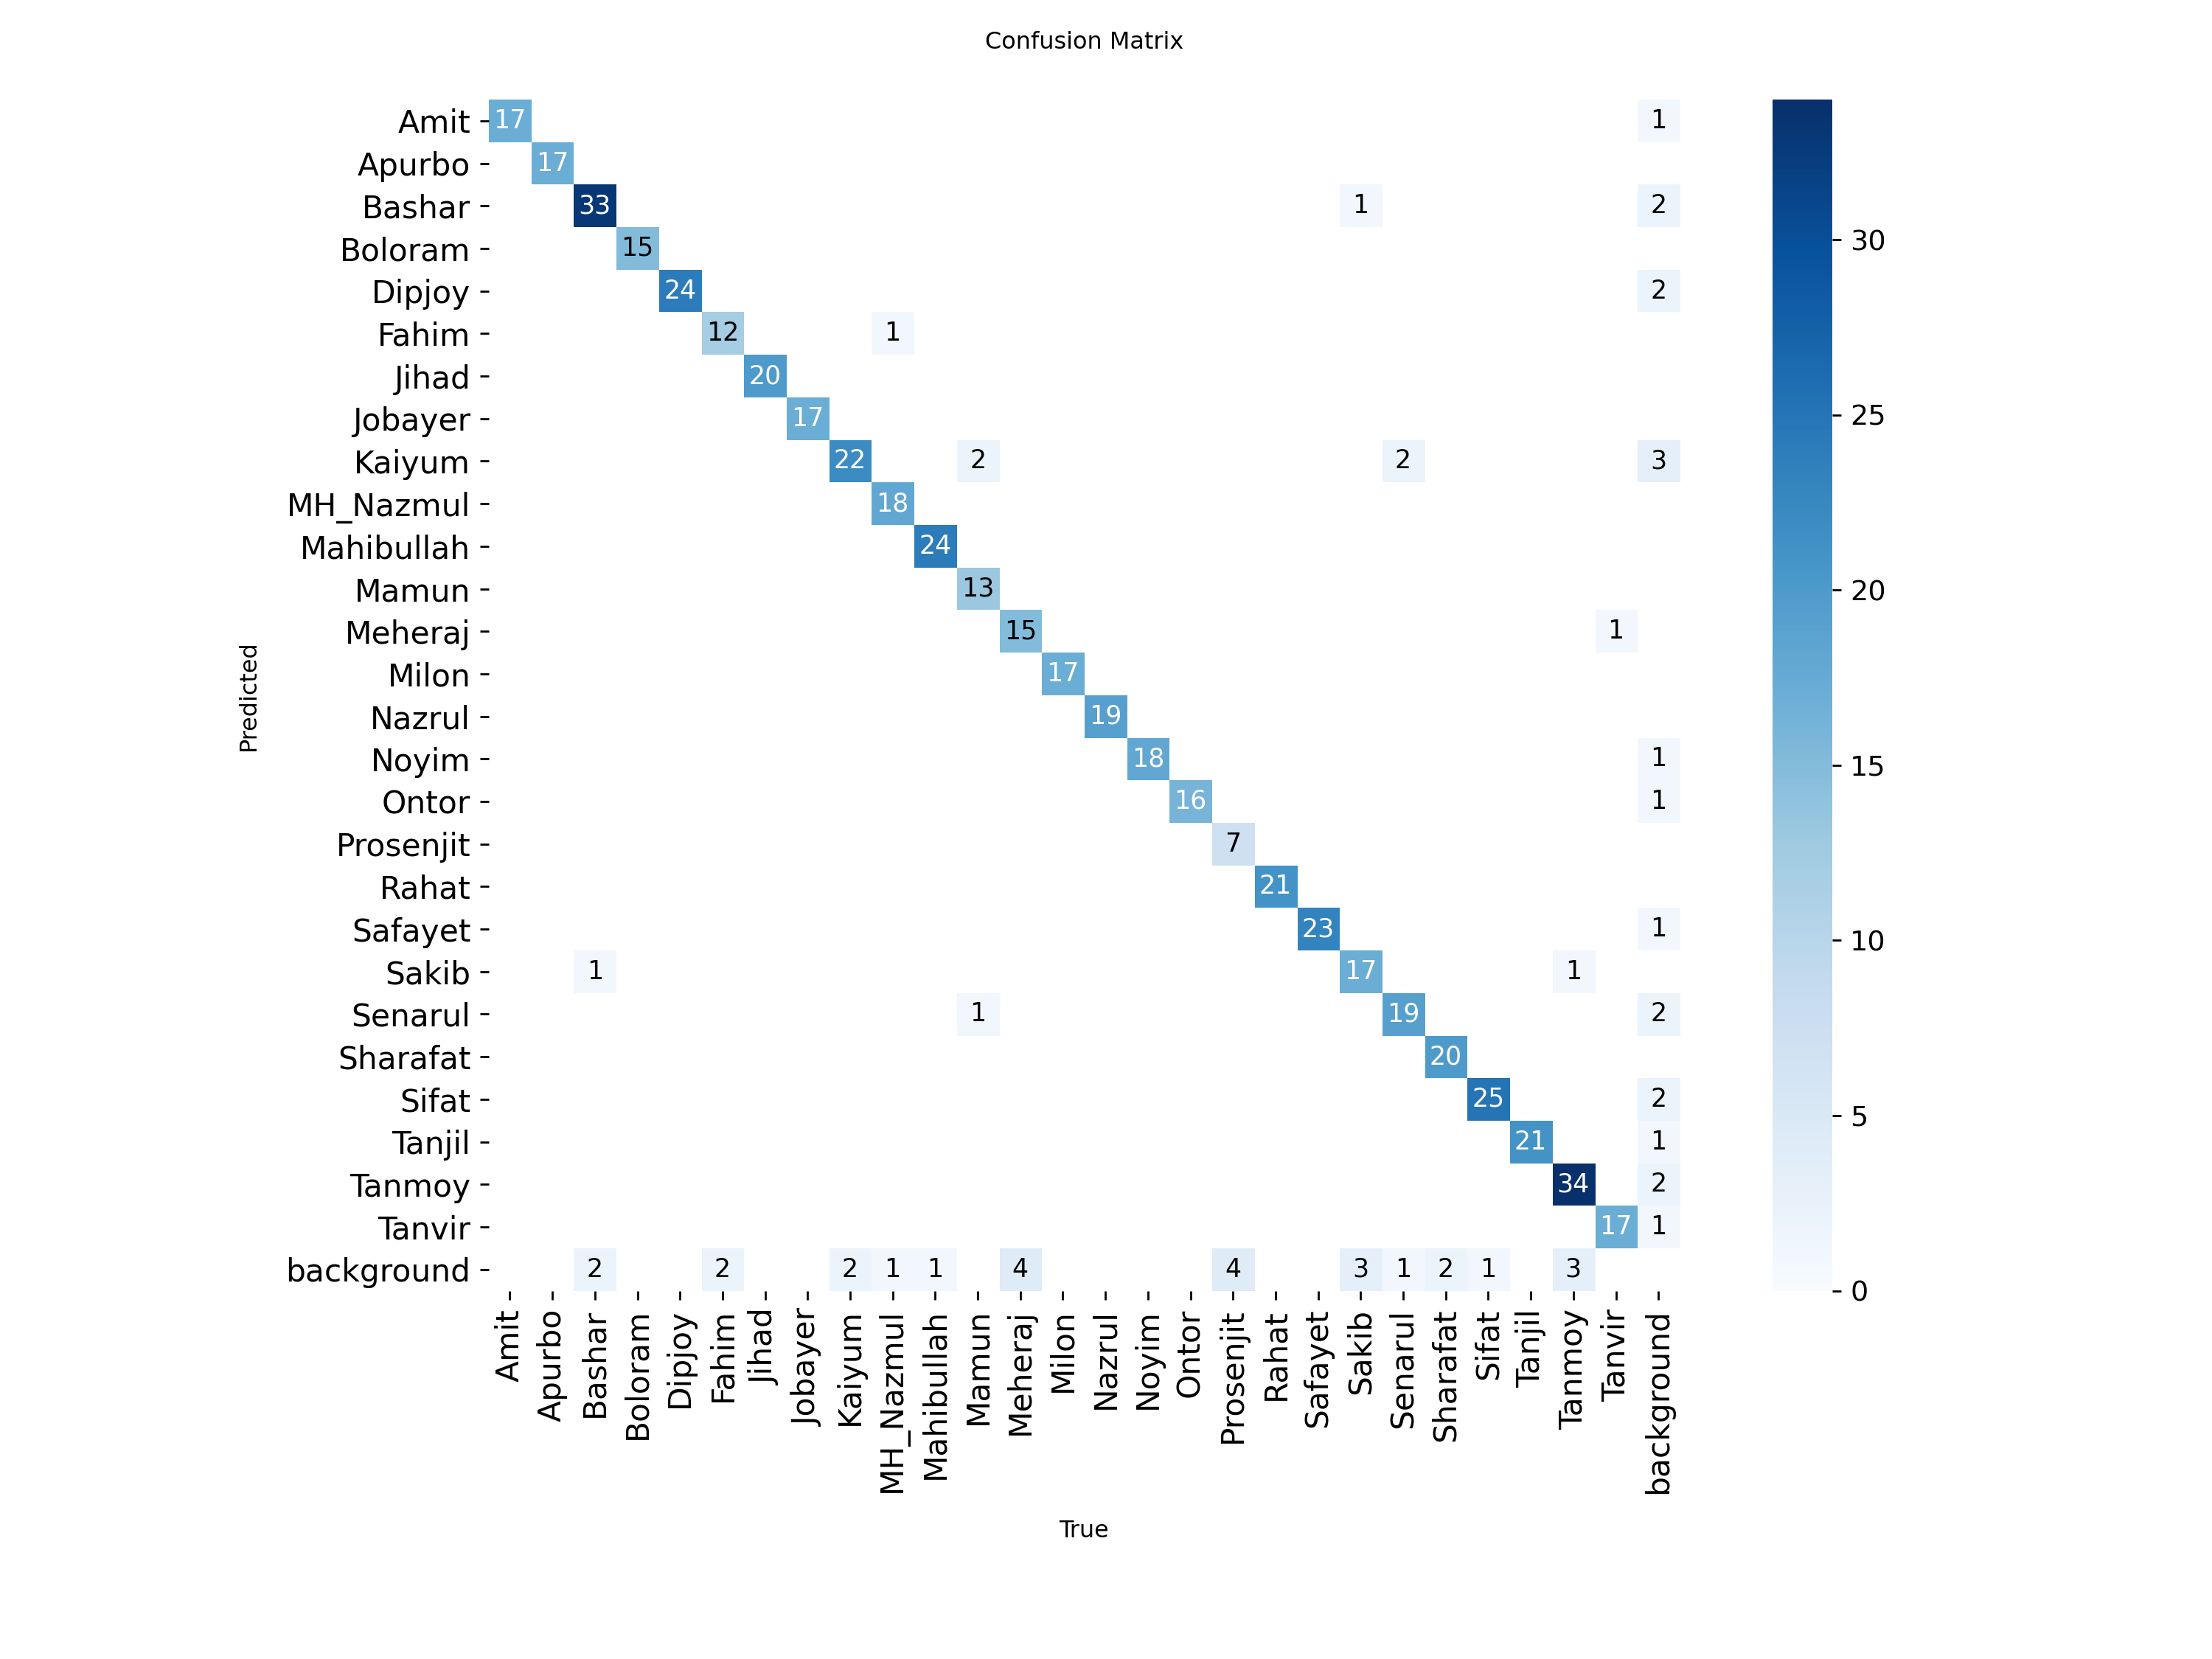 Confusion Matrix
Amit 17 1
Apurbo 17
Bashar 33 1 2
Boloram 15
Dipjoy 24 2
Fahim 12 1
Jihad 20
Jobayer 17
Kaiyum 22 2 2 3
MH_Nazmul 18
Mahibullah 24
Mamun 13
Meheraj 15 1
Milon 17
Nazrul 19
Noyim 18 1
Ontor 16 1
Prosenjit 7
Rahat 21
Safayet 23 1
Sakib 1 17 1
Senarul 1 19 2
Sharafat 20
Sifat 25 2
Tanjil 21 1
Tanmoy 34 2
Tanvir 17 1
background 2 2 2 1 1 4 4 3 1 2 1 3
Predicted
Amit
Apurbo
Bashar
Boloram
Dipjoy
Fahim
Jihad
Jobayer
Kaiyum
MH_Nazmul
Mahibullah
Mamun
Meheraj
Milon
Nazrul
Noyim
Ontor
Prosenjit
Rahat
Safayet
Sakib
Senarul
Sharafat
Sifat
Tanjil
Tanmoy
Tanvir
background
True
30
25
20
15
10
5
0